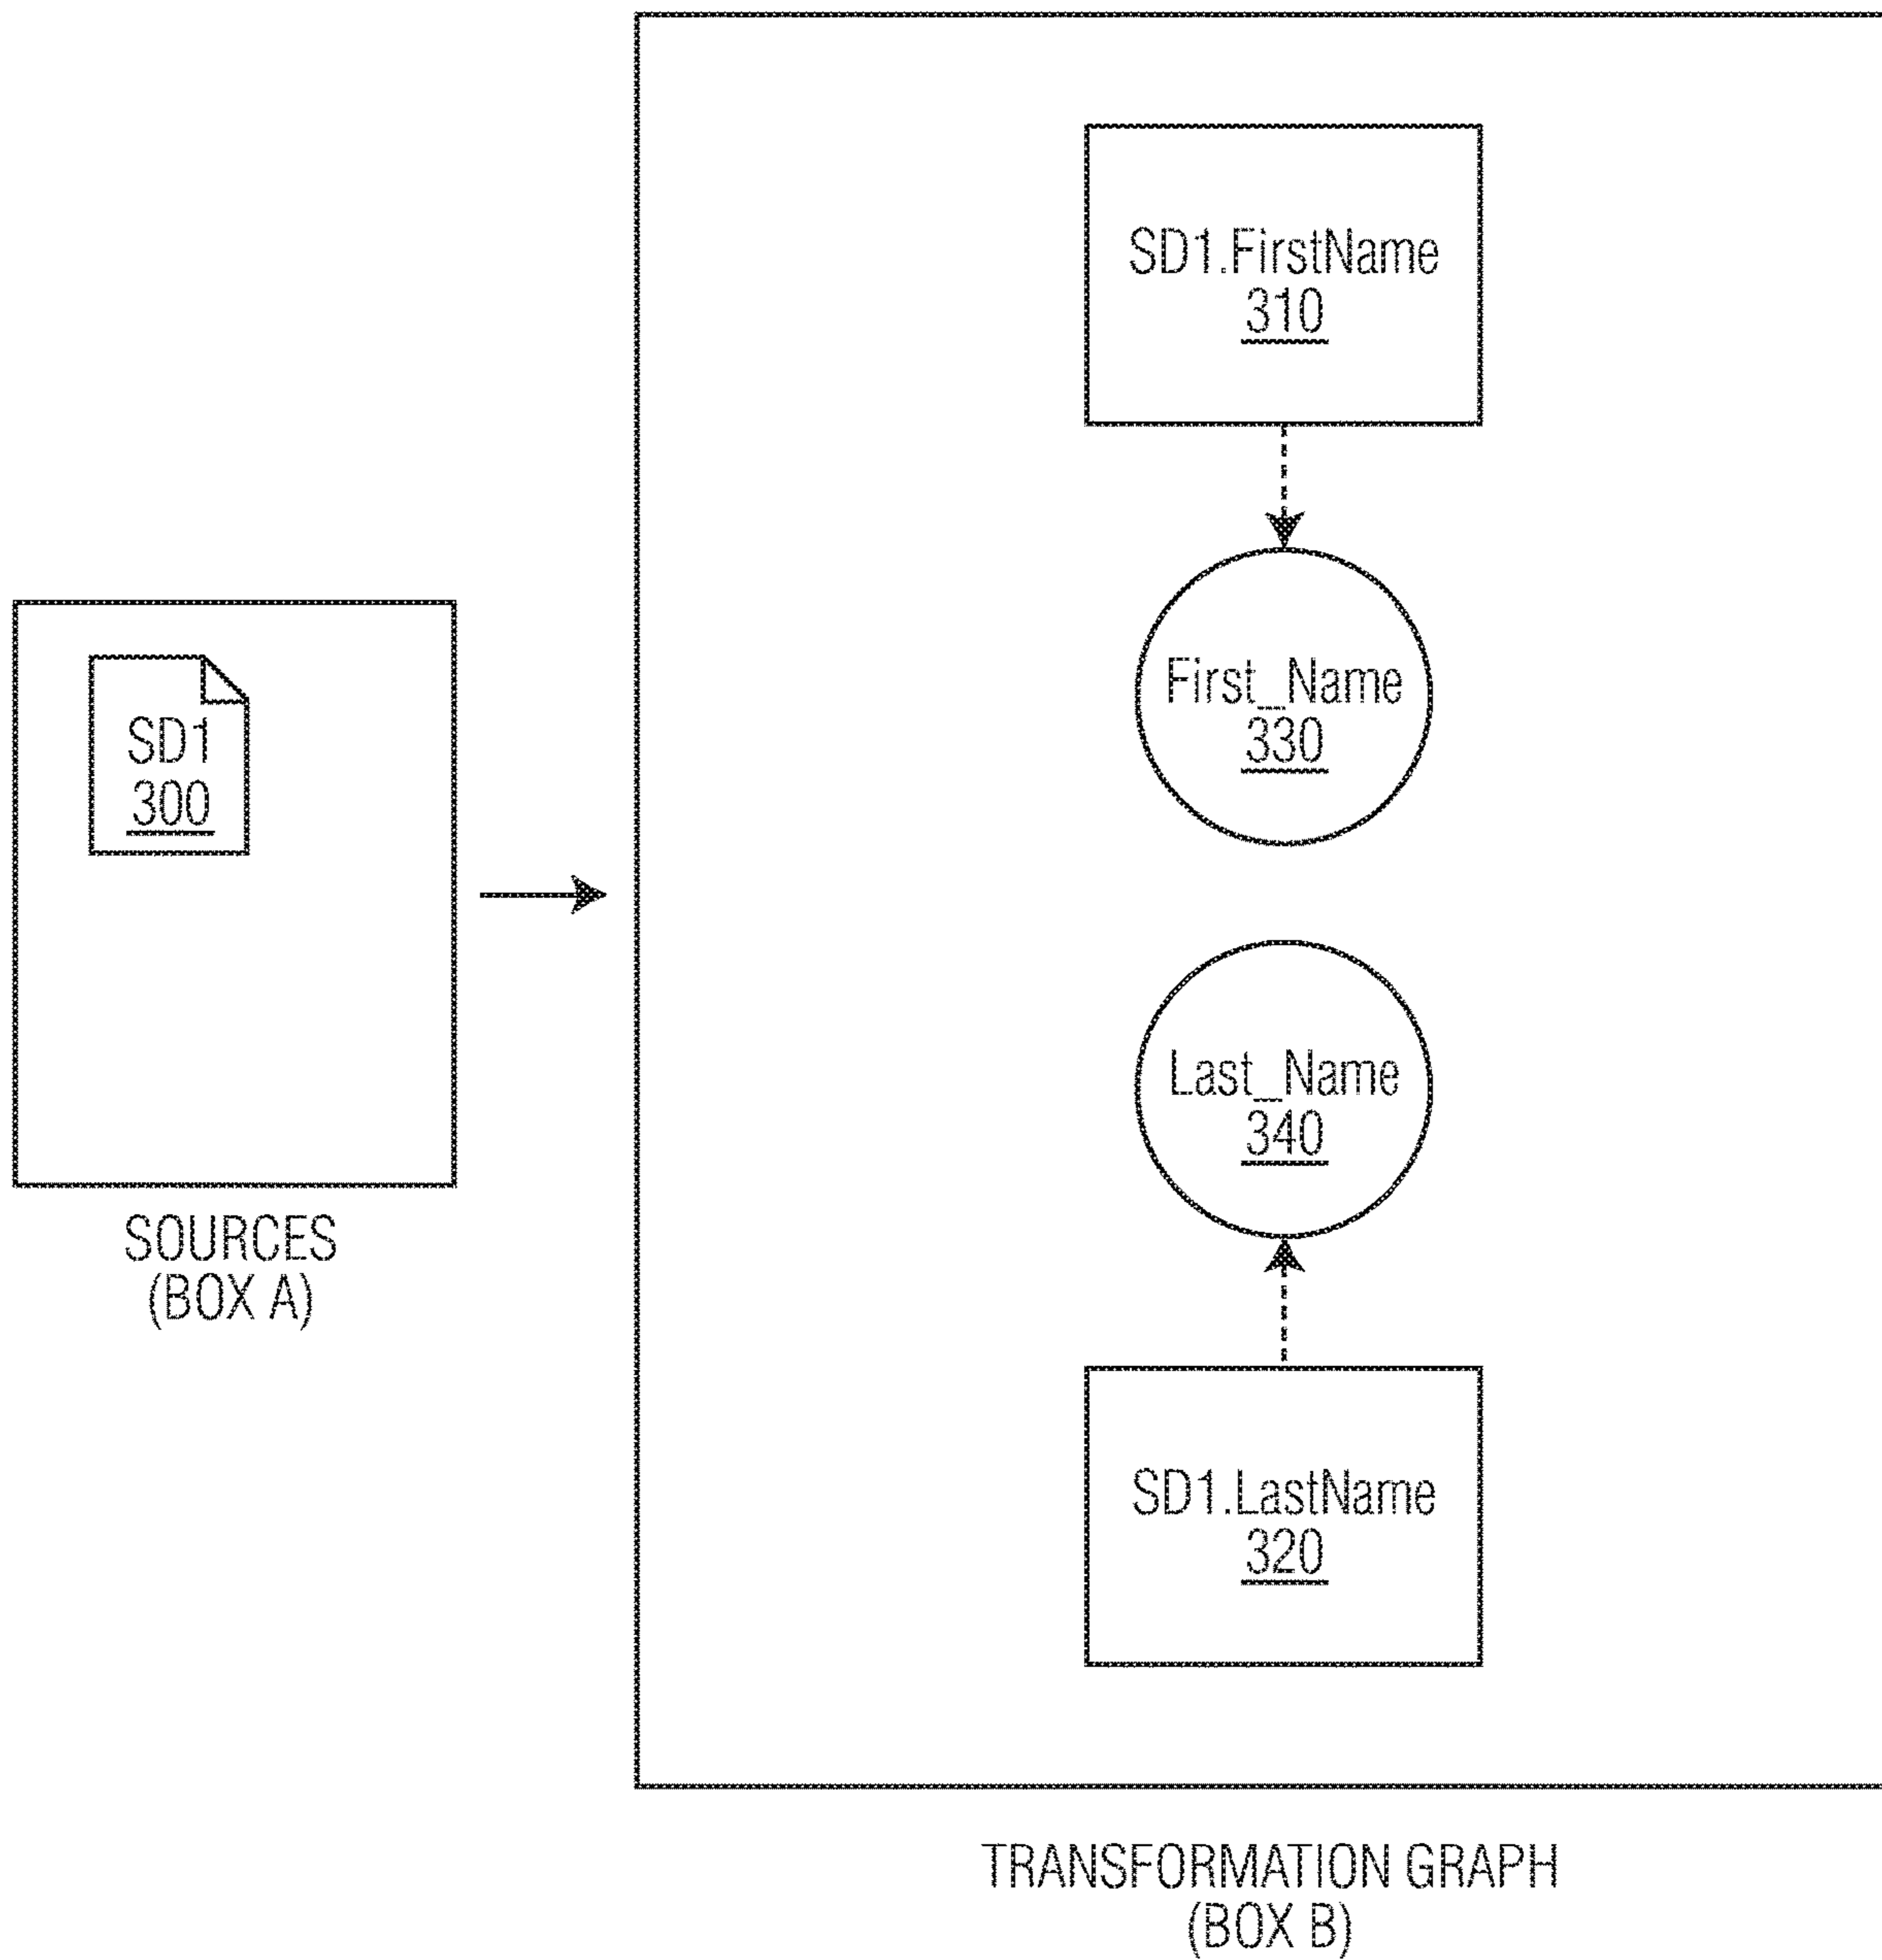 SD1
300
SOURCES
(BOX A)
SD1.FirstName
310
First_Name
330
Last_Name
340
SD1.LastName
320
TRANSFORMATION GRAPH
(BOX B)